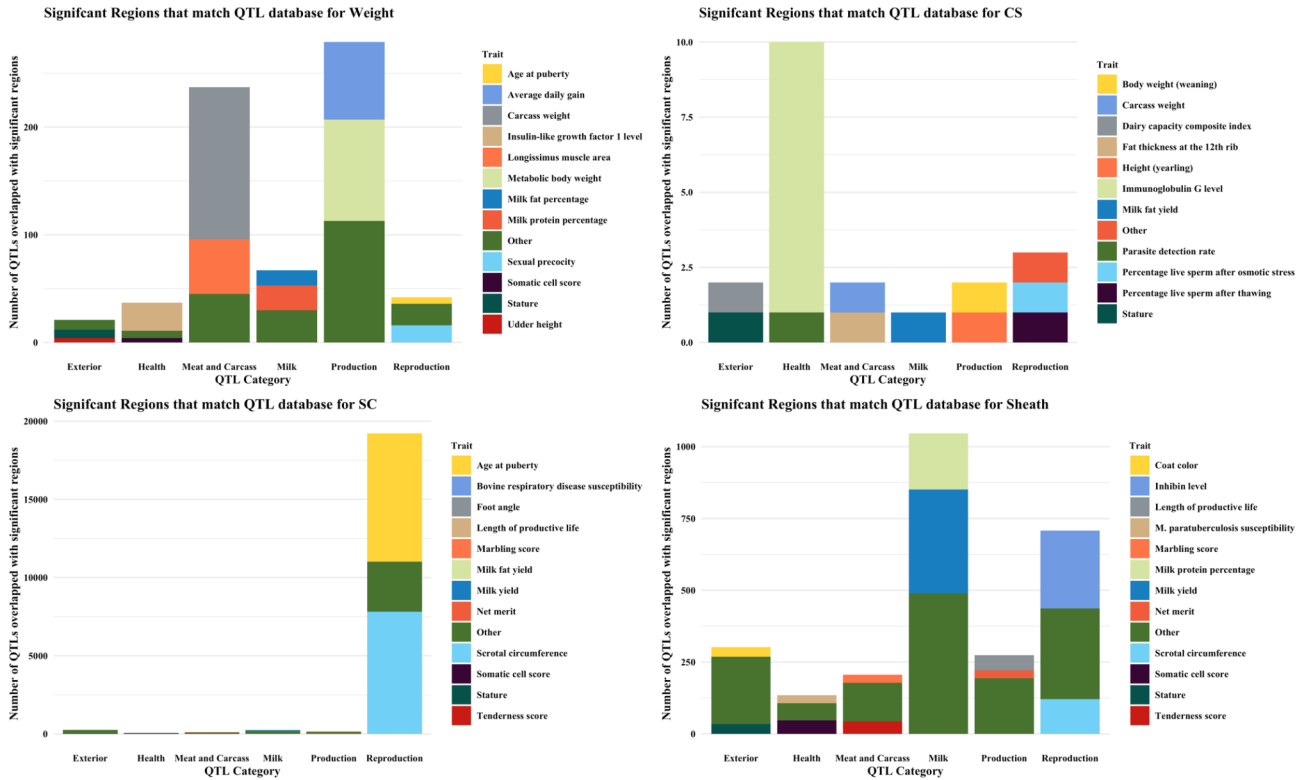 Signifcant Regions that match QTL database for Weight
Number of QTLs overlapped with significant regions
200
100
0
Exterior Health Meat and Carcass Milk Production Reproduction
QTL Category
Trait
Age at puberty
Average daily gain
Carcass weight
Insulin-like growth factor 1 level
Longissimus muscle area
Metabolic body weight
Milk fat percentage
Milk protein percentage
Other
Sexual precocity
Somatic cell score
Stature
Udder height
Signifcant Regions that match QTL database for CS
Number of QTLs overlapped with significant regions
10.0
7.5
5.0
2.5
0.0
Exterior Health Meat and Carcass Milk Production Reproduction
QTL Category
Trait
Body weight (weaning)
Carcass weight
Dairy capacity composite index
Fat thickness at the 12th rib
Height (yearling)
Immunoglobulin G level
Milk fat yield
Other
Parasite detection rate
Percentage live sperm after osmotic stress
Percentage live sperm after thawing
Stature
Signifcant Regions that match QTL database for SC
Number of QTLs overlapped with significant regions
20000
15000
10000
5000
0
Exterior Health Meat and Carcass Milk Production Reproduction
QTL Category
Trait
Age at puberty
Bovine respiratory disease susceptibility
Foot angle
Length of productive life
Marbling score
Milk fat yield
Milk yield
Net merit
Other
Scrotal circumference
Somatic cell score
Stature
Tenderness score
Signifcant Regions that match QTL database for Sheath
Number of QTLs overlapped with significant regions
1000
750
500
250
0
Exterior Health Meat and Carcass Milk Production Reproduction
QTL Category
Trait
Coat color
Inhibin level
Length of productive life
M. paratuberculosis susceptibility
Marbling score
Milk protein percentage
Milk yield
Net merit
Other
Scrotal circumference
Somatic cell score
Stature
Tenderness score